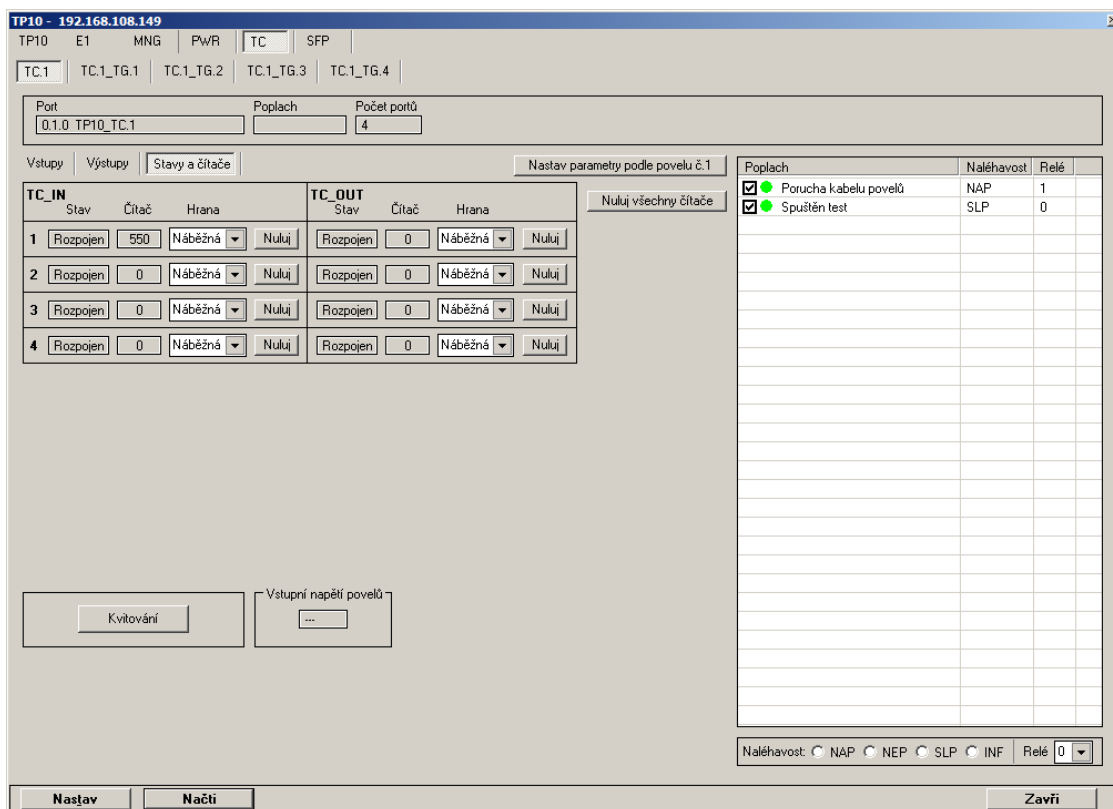 TP10 - 192.168.108.149
TP10 E1 MNG PWR TC SFP
TC.1 TC.1_TG.1 TC.1_TG.2 TC.1_TG.3 TC.1_TG.4
Port Poplach Počet portů
0.1.0 TP10_TC.1 4
Vstupy Výstupy Stavy a čítače Nastav parametry podle povelu č.1
Nuluj všechny čítače
TC_IN TC_OUT
Stav Čítač Hrana Stav Čítač Hrana
1 Rozpojen 550 Náběžná Nuluj Rozpojen 0 Náběžná Nuluj
2 Rozpojen 0 Náběžná Nuluj Rozpojen 0 Náběžná Nuluj
3 Rozpojen 0 Náběžná Nuluj Rozpojen 0 Náběžná Nuluj
4 Rozpojen 0 Náběžná Nuluj Rozpojen 0 Náběžná Nuluj
Poplach Naléhavost Relé
Porucha kabelu povelů NAP 1
Spuštěn test SLP 0
Kvitování
Vstupní napětí povelů
---
Naléhavost: NAP NEP SLP INF Relé 0
Nastav Načti Zavři